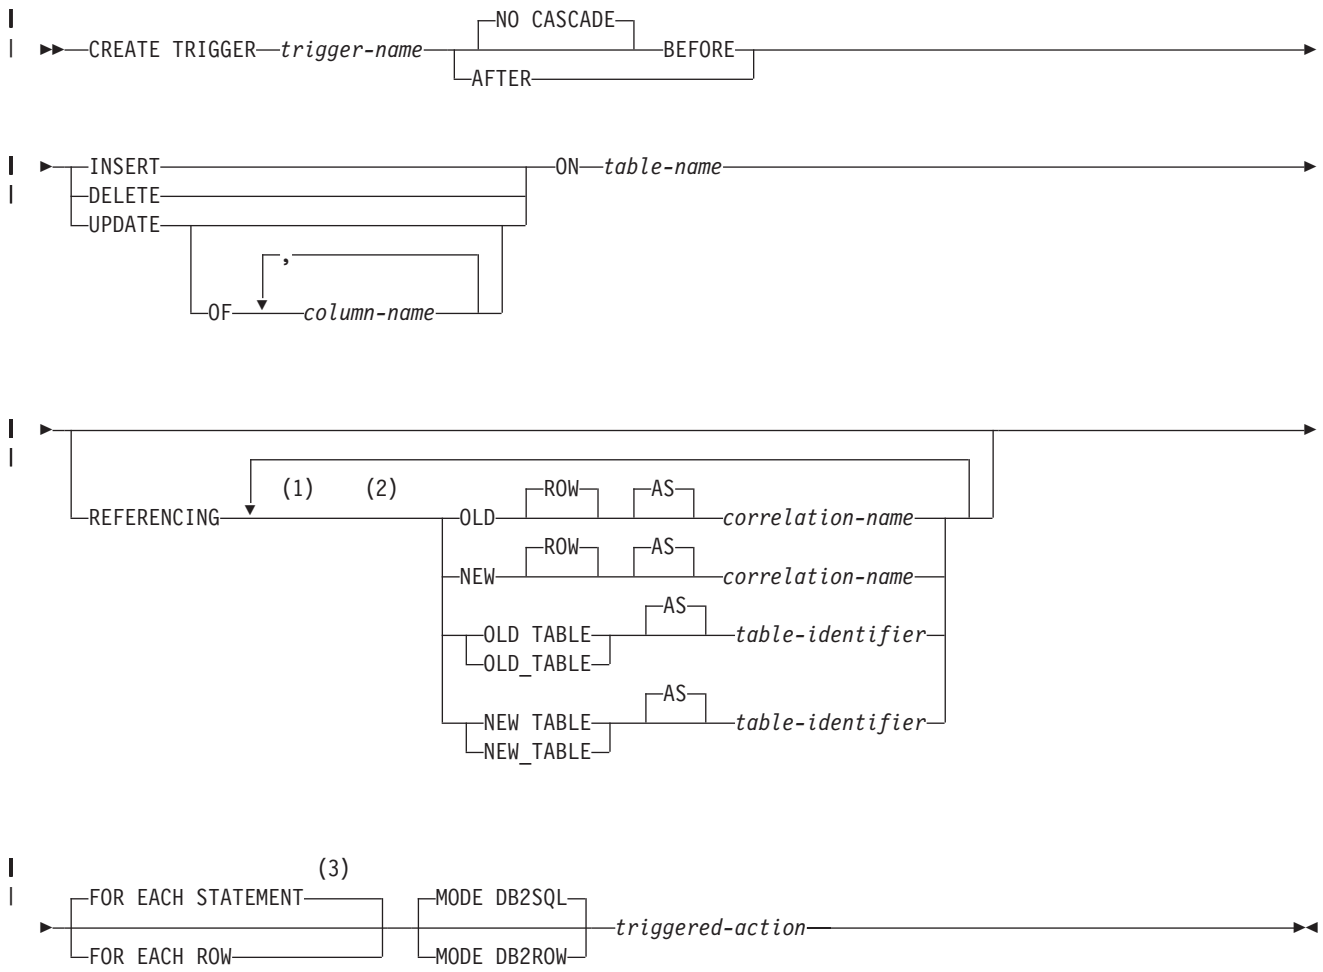 NO CASCADE
CREATE TRIGGER trigger-name BEFORE
AFTER
INSERT ON table-name
DELETE
UPDATE
,
OF column-name
(1) (2) ROW AS
REFERENCING OLD correlation-name
ROW AS
NEW correlation-name
AS
OLD TABLE table-identifier
OLD_TABLE
AS
NEW TABLE table-identifier
NEW_TABLE
(3)
FOR EACH STATEMENT MODE DB2SQL
triggered-action
FOR EACH ROW MODE DB2ROW